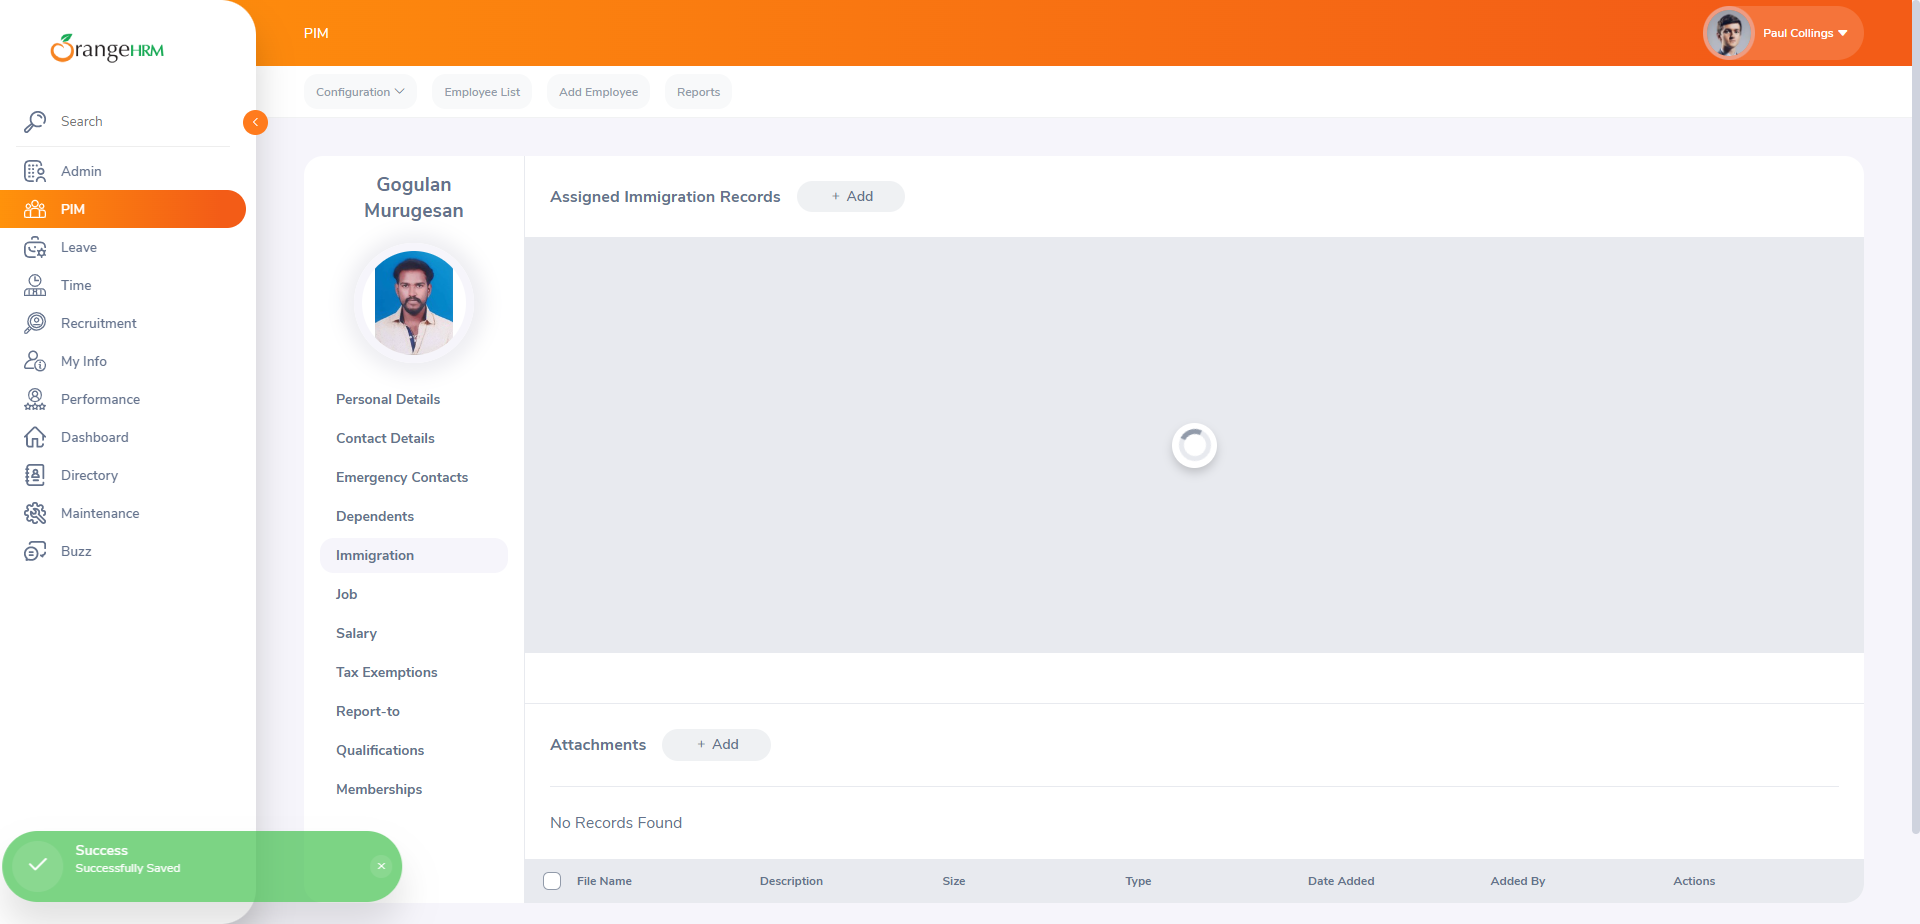 OrangeHRM
Search
Admin
PIM
Leave
Time
Recruitment
My Info
Performance
Dashboard
Directory
Maintenance
Buzz
PIM
Paul Collings
Configuration
Employee List
Add Employee
Reports
Gogulan
Murugesan
Personal Details
Contact Details
Emergency Contacts
Dependents
Immigration
Job
Salary
Tax Exemptions
Report-to
Qualifications
Memberships
Assigned Immigration Records
+ Add
Attachments
+ Add
No Records Found
File Name Description Size Type Date Added Added By Actions
Success
Successfully Saved